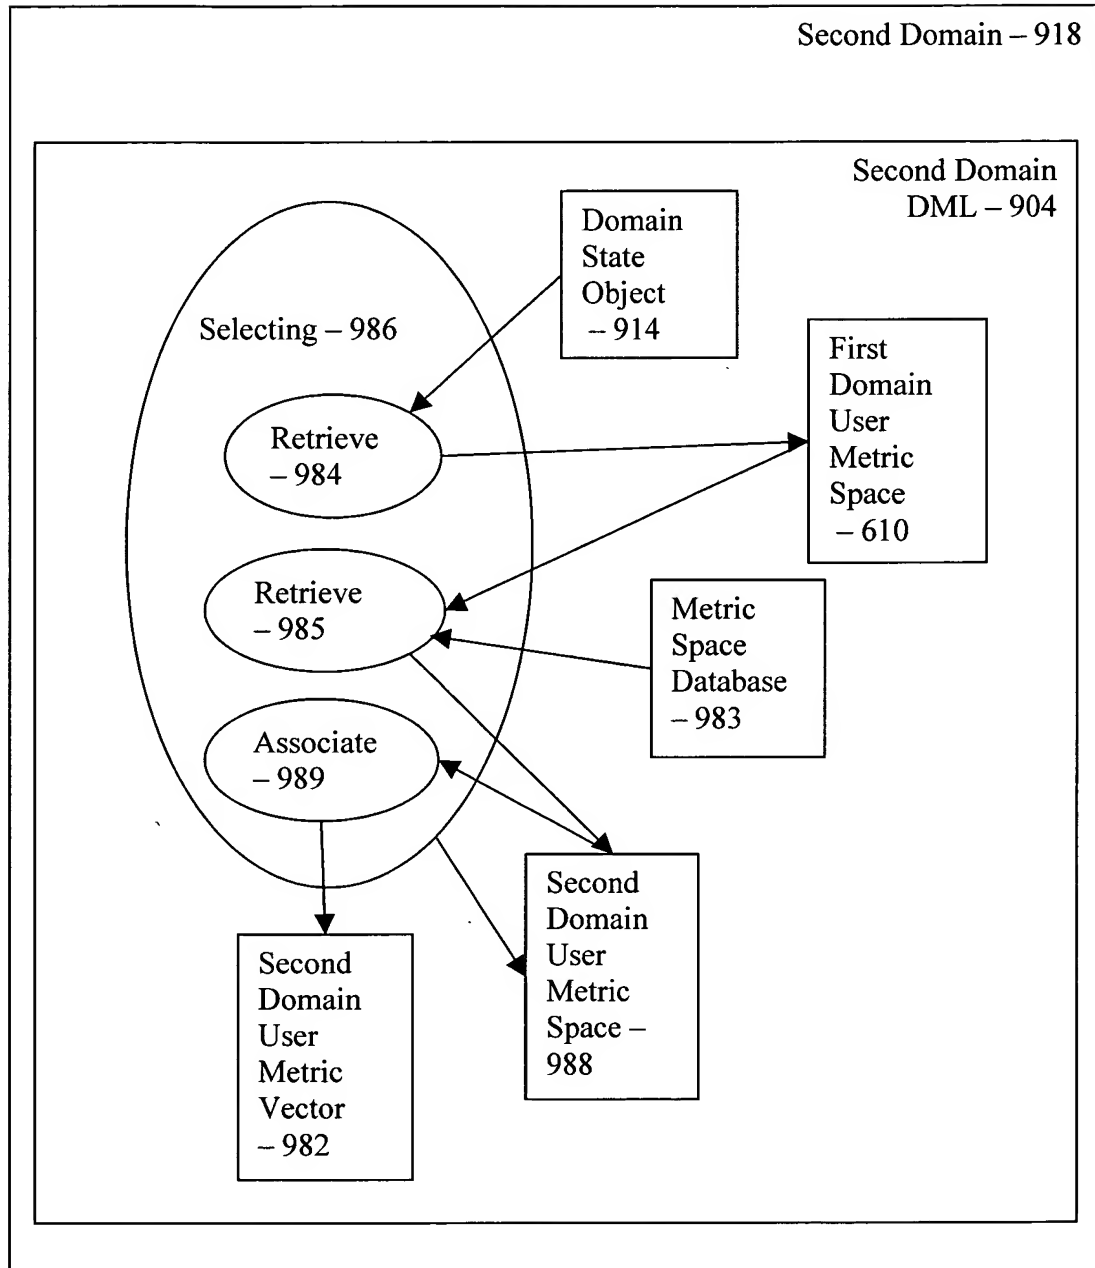 Second Domain – 918
Second Domain
DML – 904
Domain
State
Object
– 914
Selecting – 986
First
Domain
User
Metric
Space
– 610
Retrieve
– 984
Retrieve
– 985
Metric
Space
Database
– 983
Associate
– 989
Second
Domain
User
Metric
Space –
988
Second
Domain
User
Metric
Vector
– 982